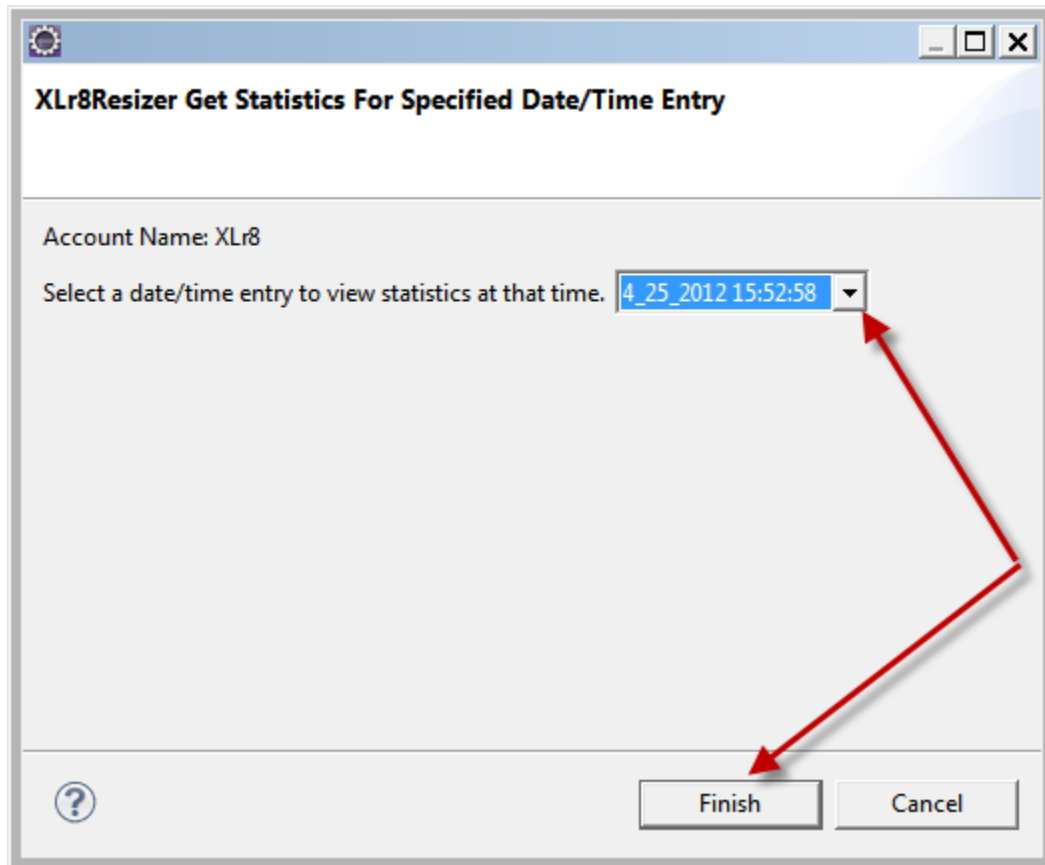 XLr8Resizer Get Statistics For Specified Date/Time Entry
Account Name: XLr8
Select a date/time entry to view statistics at that time. 4_25_2012 15:52:58
?
Finish Cancel